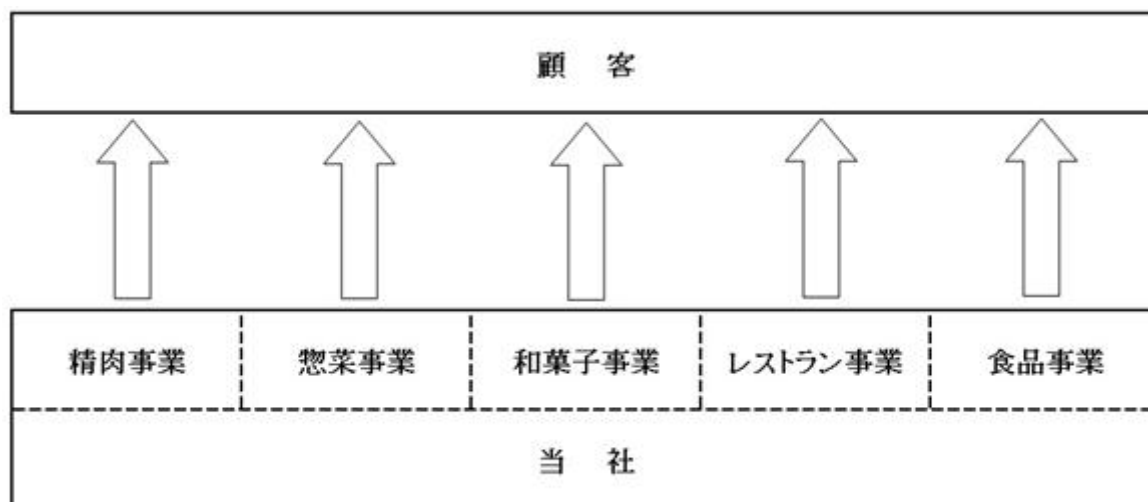 顧 客
精肉事業
惣菜事業
和菓子事業
レストラン事業
食品事業
当 社